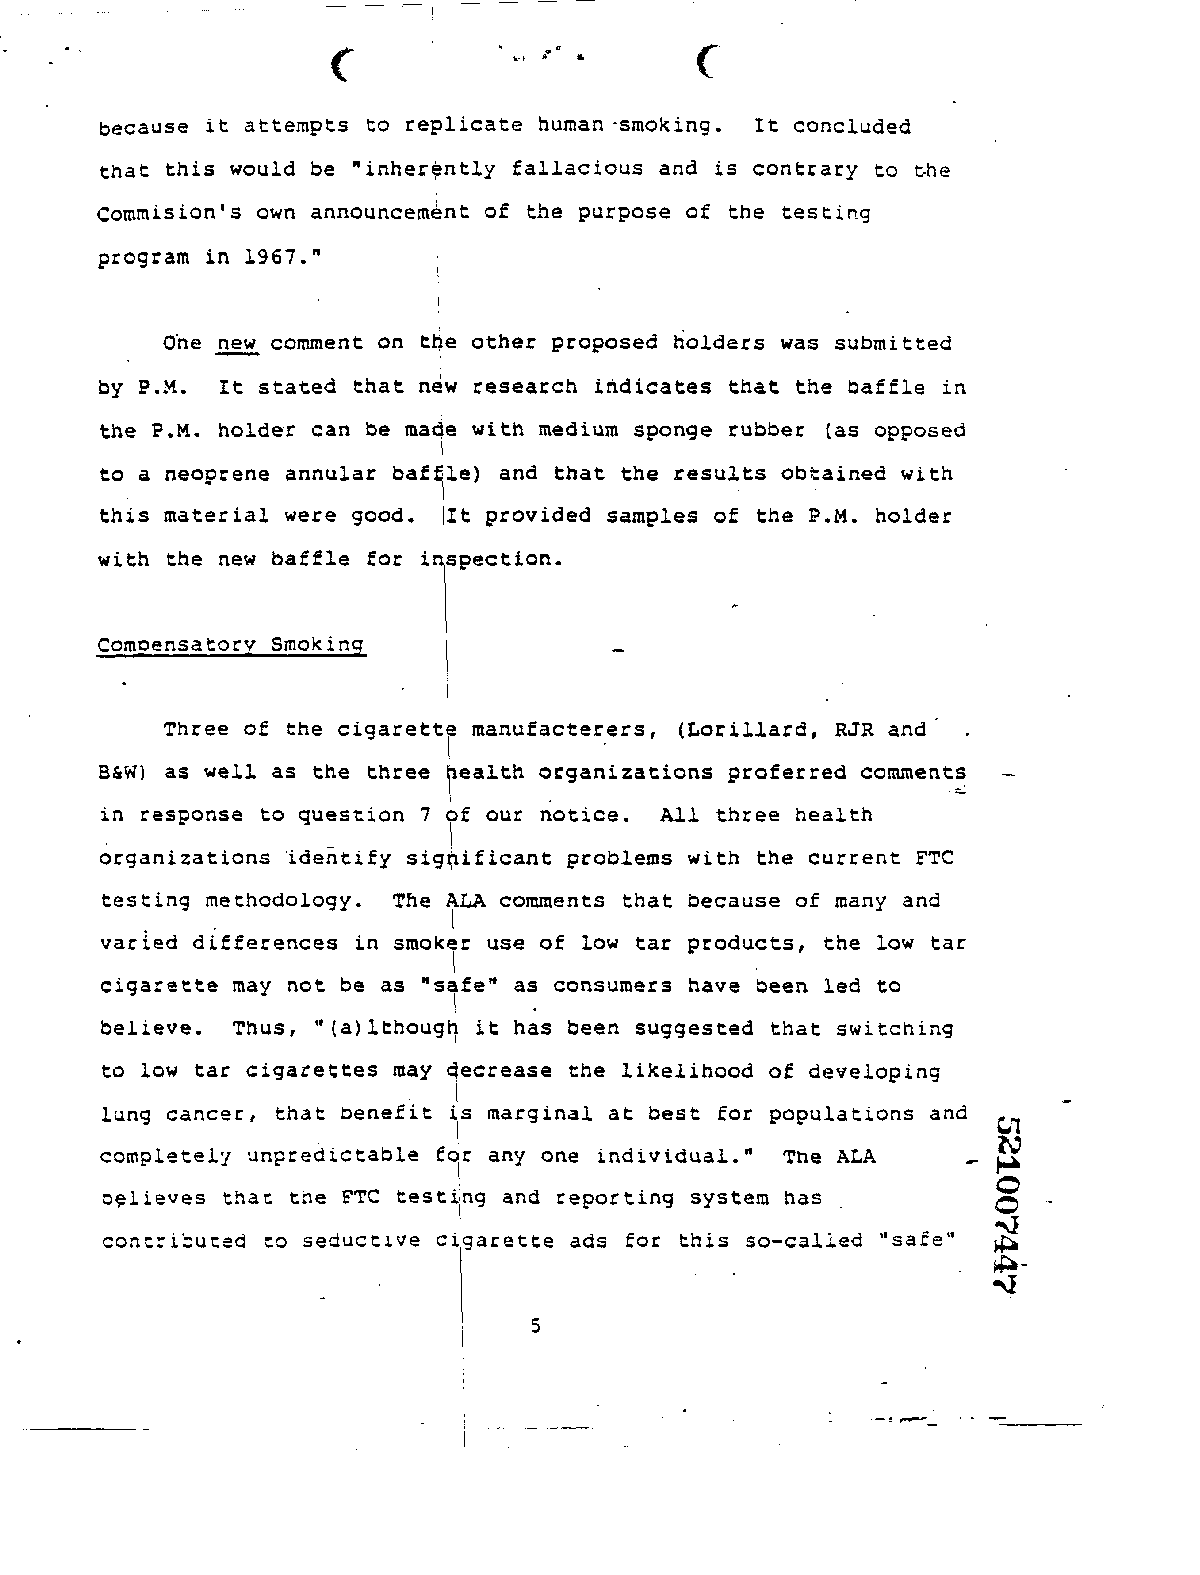 because it attempts to replicate human smoking. It concluded
that this would be "inherently fallacious and is contrary to the
Commision's own announcement of the purpose of the testing
program in 1967."
One new comment on the other proposed holders was submitted
by P.M. It stated that new research indicates that the baffle in
the P.M. holder can be made with medium sponge rubber (as opposed
to a neoprene annular baffle) and that the results obtained with
this material were good. It provided samples of the P.M. holder
with the new baffle for inspection.
Compensatory Smoking
Three of the cigarette manufacterers, (Lorillard, RJR and
B&W) as well as the three health organizations proferred comments
in response to question 7 of our notice. All three health
organizations identify significant problems with the current FTC
testing methodology. The ALA comments that because of many and
varied differences in smoker use of low tar products, the low tar
cigarette may not be as "safe" as consumers have been led to
believe. Thus, "(a)lthough it has been suggested that switching
to low tar cigarettes may decrease the likelihood of developing
lung cancer, that benefit is marginal at best for populations and
completely unpredictable for any one individual." The ALA
believes that the FTC testing and reporting system has
contributed to seductive cigarette ads for this so-called "safe"
521007447
5